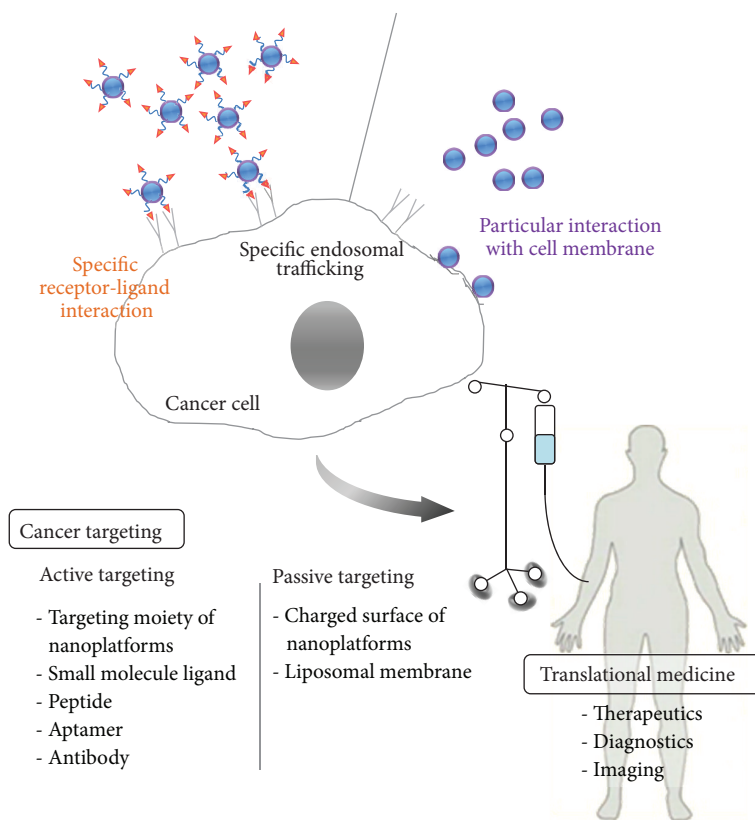 Particular interaction
with cell membrane
Specific endosomal
trafficking
Specific
receptor-ligand
interaction
Cancer cell
Cancer targeting
Active targeting
- Targeting moiety of
nanoplatforms
- Small molecule ligand
- Peptide
- Aptamer
- Antibody
Passive targeting
- Charged surface of
nanoplatforms
- Liposomal membrane
Translational medicine
- Therapeutics
- Diagnostics
- Imaging